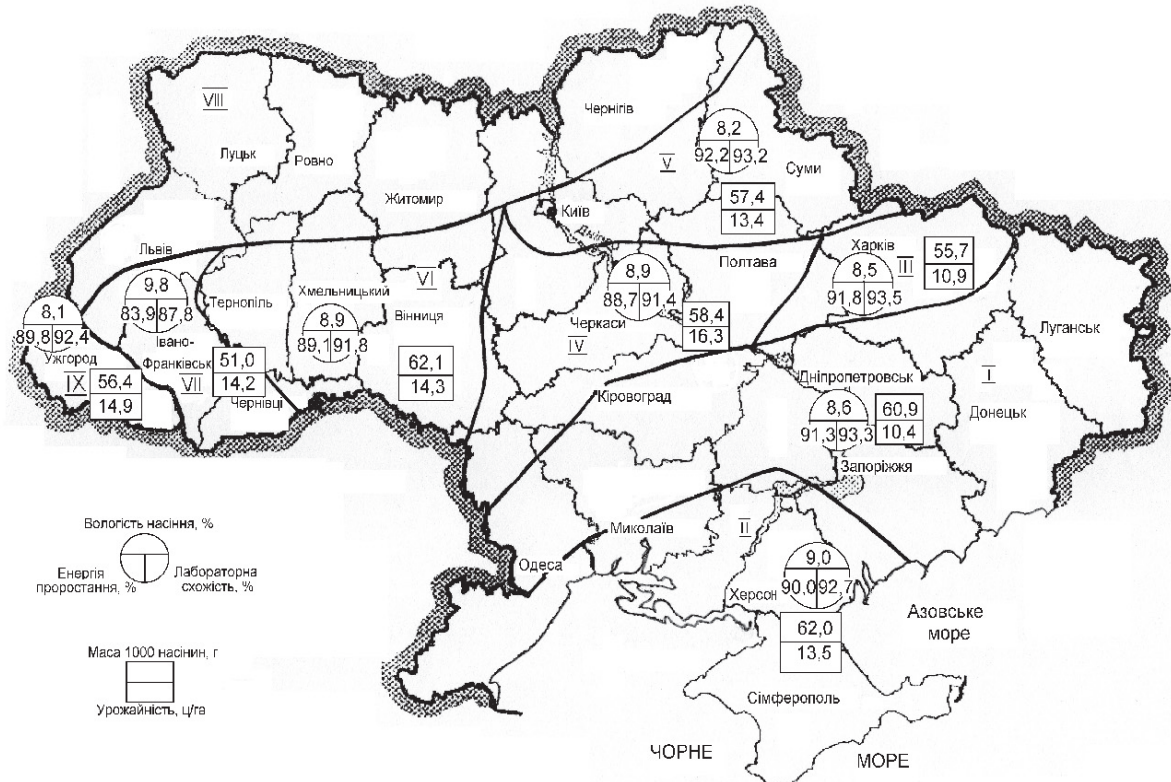 VIII
Чернігів
8,2
92,2 93,2
V
Луцьк
Ровно
Суми
Житомир
57,4
13,4
Київ
Дніпр
Львів
Харків
III
55,7
10,9
9,8
83,9 87,8
Тернопіль
Хмельницький
VI
8,9
88,7 91,4
Полтава
8,5
91,8 93,5
8,1
89,8 92,4
Ужгород
Івано-
Франківськ
8,9
89,1 91,8
Вінниця
Черкаси
58,4
16,3
Луганськ
IX
56,4
14,9
VII
51,0
14,2
Чернівці
62,1
14,3
IV
Кіровоград
Дніпропетровськ
I
Донецьк
8,6
91,3 93,3
60,9
10,4
Запоріжжя
Вологість насіння, %
Енергія
проростання, %
Лабораторна
схожість, %
Миколаїв
II
Одеса
9,0
90,0 92,7
Херсон
62,0
13,5
Азовське
море
Маса 1000 насінин, г
Урожайність, ц/га
Сімферополь
ЧОРНЕ
МОРЕ